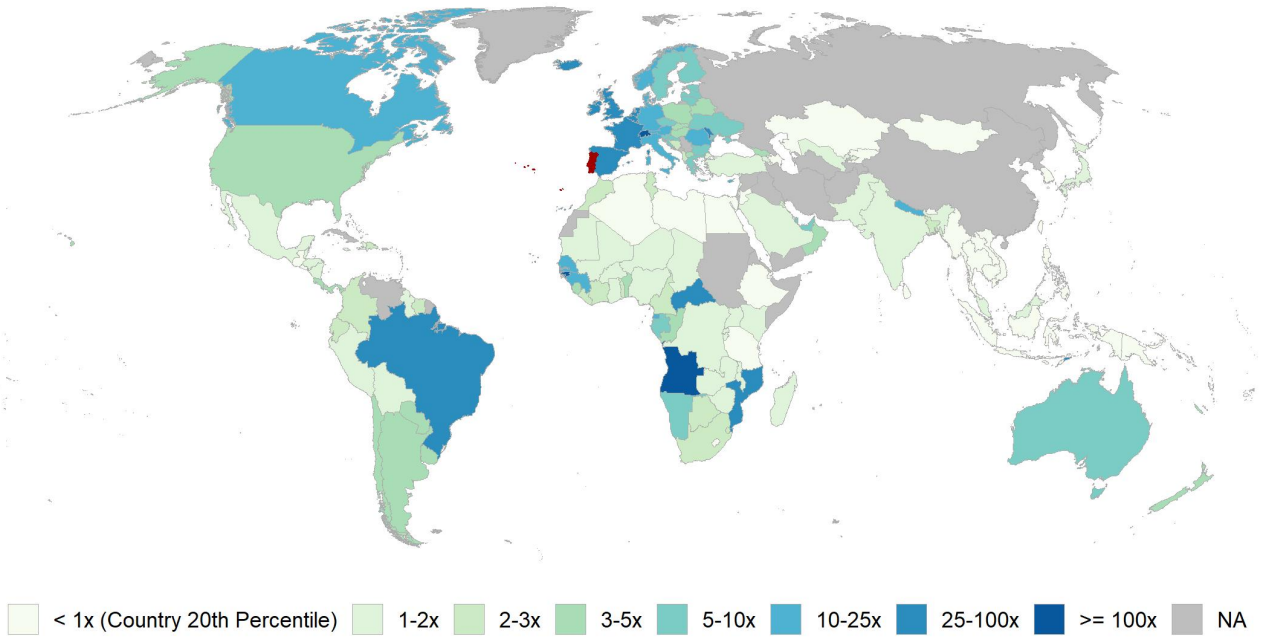 < 1x (Country 20th Percentile) 1-2x 2-3x 3-5x 5-10x 10-25x 25-100x >= 100x NA